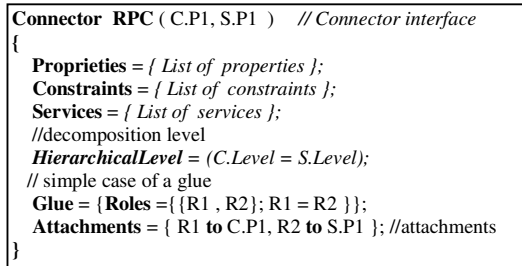 Connector RPC ( C.P1, S.P1 ) // Connector interface
{
Proprieties = { List of properties };
Constraints = { List of constraints };
Services = { List of services };
//decomposition level
HierarchicalLevel = (C.Level = S.Level);
// simple case of a glue
Glue = {Roles ={{R1 , R2}; R1 = R2 }};
Attachments = { R1 to C.P1, R2 to S.P1 }; //attachments
}